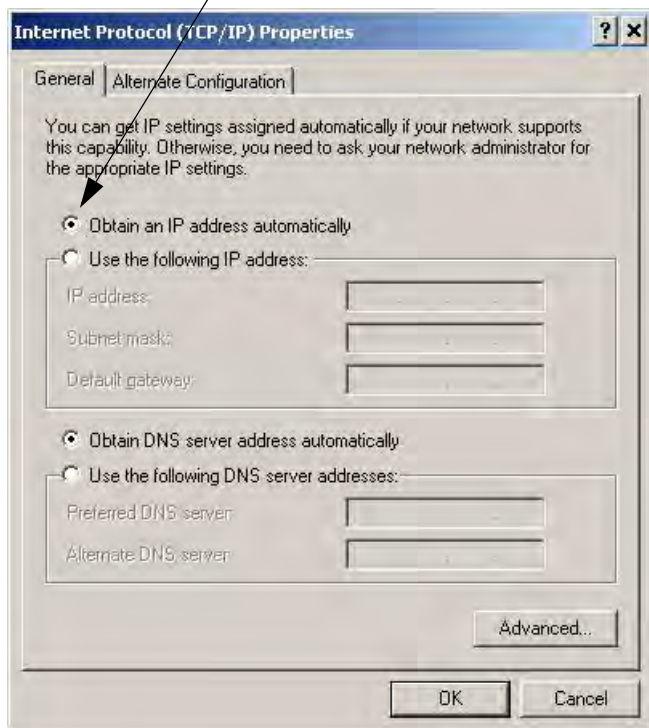 Internet Protocol (TCP/IP) Properties
General
Alternate Configuration
You can get IP settings assigned automatically if your network supports
this capability. Otherwise, you need to ask your network administrator for
the appropriate IP settings.
Obtain an IP address automatically
Use the following IP address:
IP address:
Subnet mask:
Default gateway:
Obtain DNS server address automatically
Use the following DNS server addresses:
Preferred DNS server:
Alternate DNS server:
Advanced...
OK
Cancel